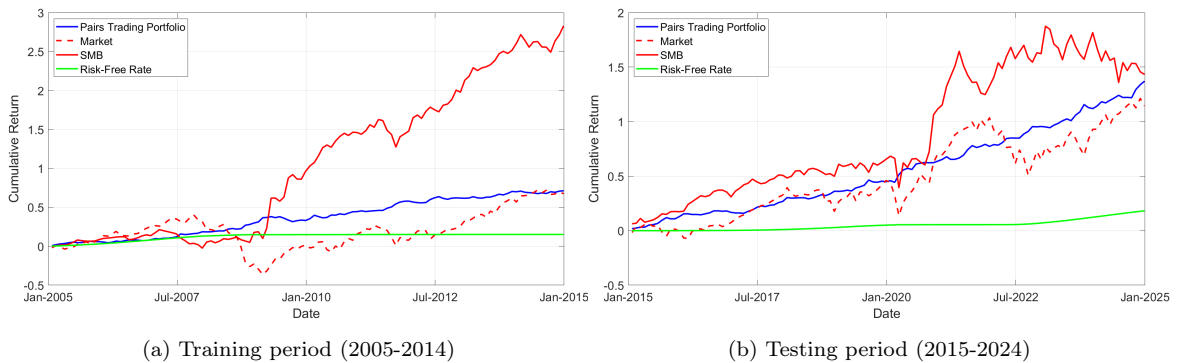 3
2.5
2
1.5
1
0.5
0
-0.5
Cumulative Return
Pairs Trading Portfolio
Market
SMB
Risk-Free Rate
Jan-2005 Jul-2007 Jan-2010 Jul-2012 Jan-2015
Date
(a) Training period (2005-2014)
2
1.5
1
0.5
0
-0.5
Cumulative Return
Pairs Trading Portfolio
Market
SMB
Risk-Free Rate
Jan-2015 Jul-2017 Jan-2020 Jul-2022 Jan-2025
Date
(b) Testing period (2015-2024)